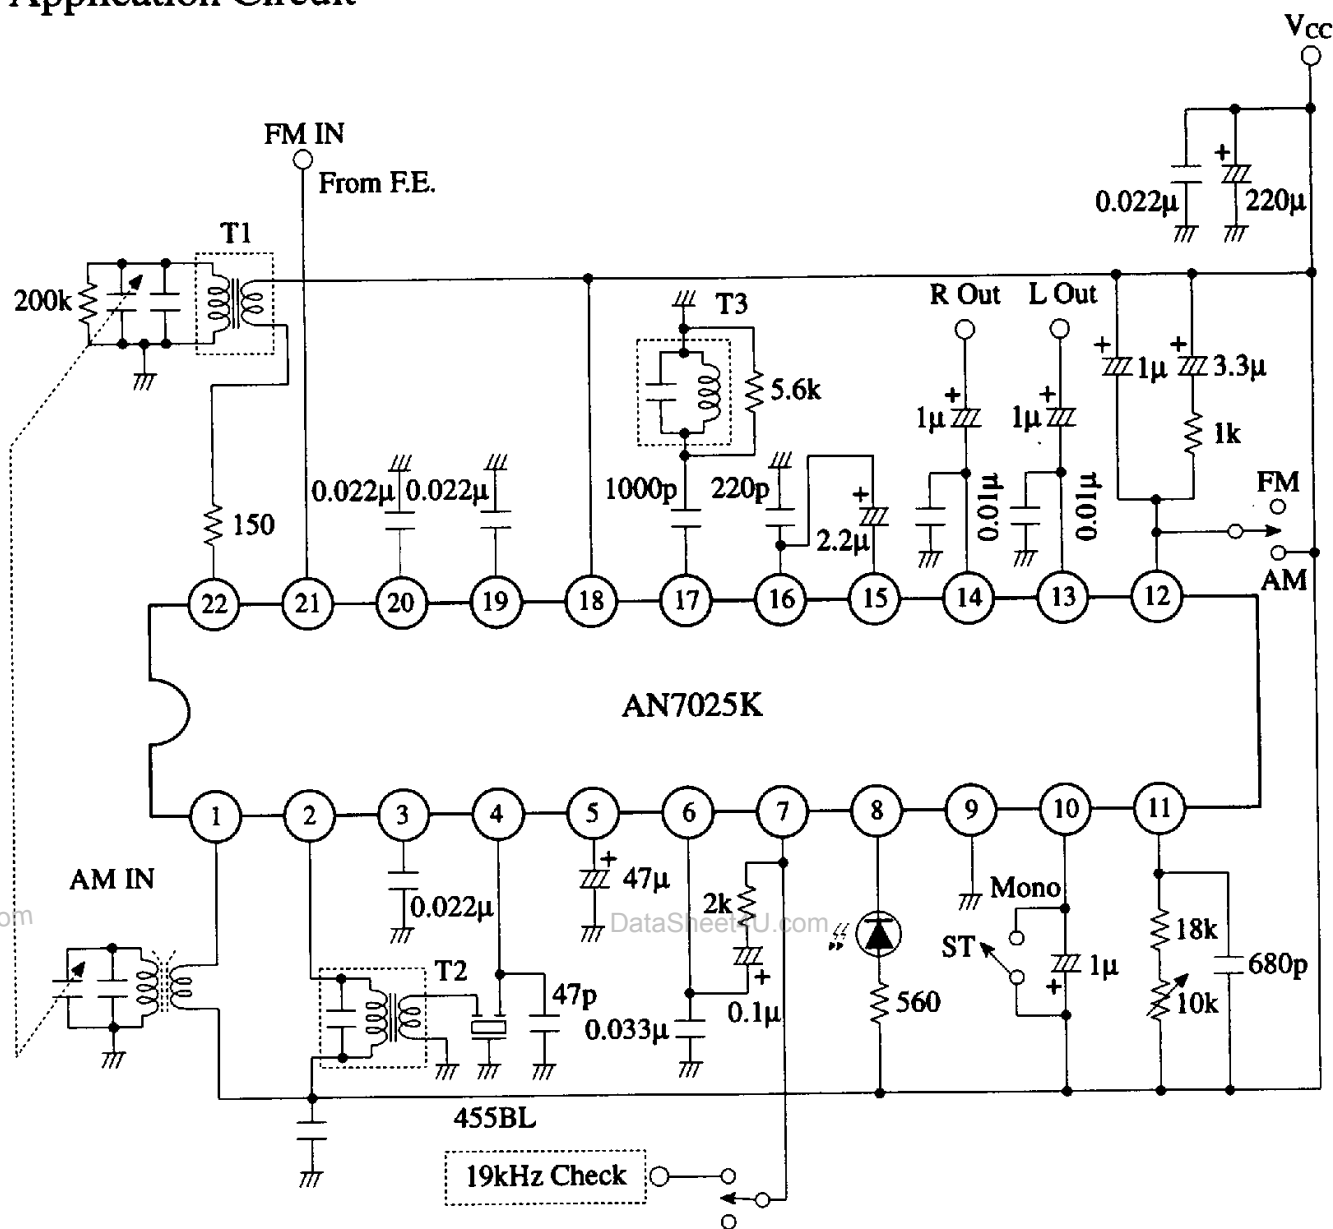 Application Circuit
VCC
FM IN
From F.E.
0.022µ
220µ
T1
200k
T3
R Out
L Out
+
1µ
+
3.3µ
5.6k
+
1µ
+
1µ
1k
0.022µ
0.022µ
1000p
220p
+
2.2µ
0.01µ
0.01µ
FM
AM
150
22
21
20
19
18
17
16
15
14
13
12
AN7025K
1
2
3
4
5
6
7
8
9
10
11
AM IN
0.022µ
+
47µ
2k
DataSheet4U.com
Mono
ST
18k
680p
10k
1µ
+
560
T2
47p
0.033µ
+
0.1µ
455BL
19kHz Check